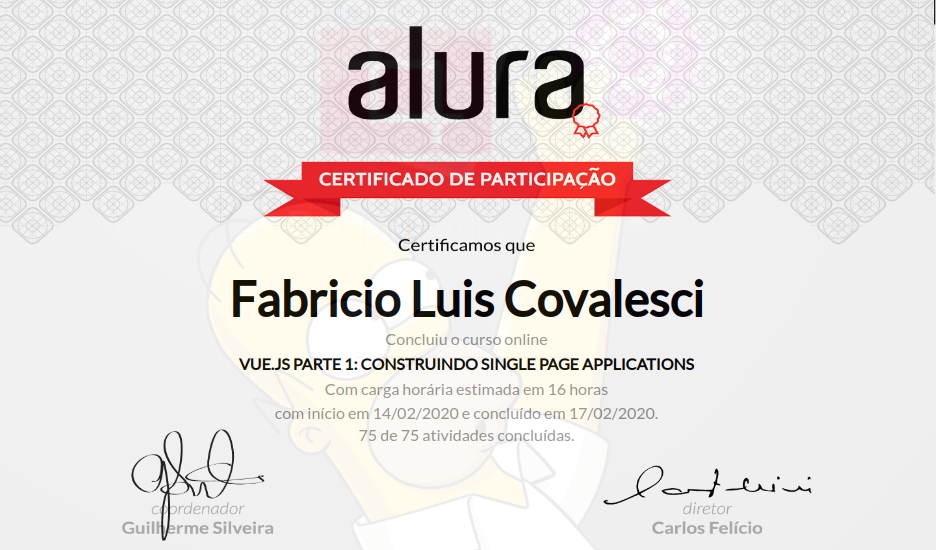 alura
CERTIFICADO DE PARTICIPAÇÃO
Certificamos que
Fabricio Luis Covalesci
Concluiu o curso online
VUE.JS PARTE 1: CONSTRUINDO SINGLE PAGE APPLICATIONS
Com carga horária estimada em 16 horas
com início em 14/02/2020 e concluído em 17/02/2020.
75 de 75 atividades concluídas.
coordenador
Guilherme Silveira
diretor
Carlos Felício